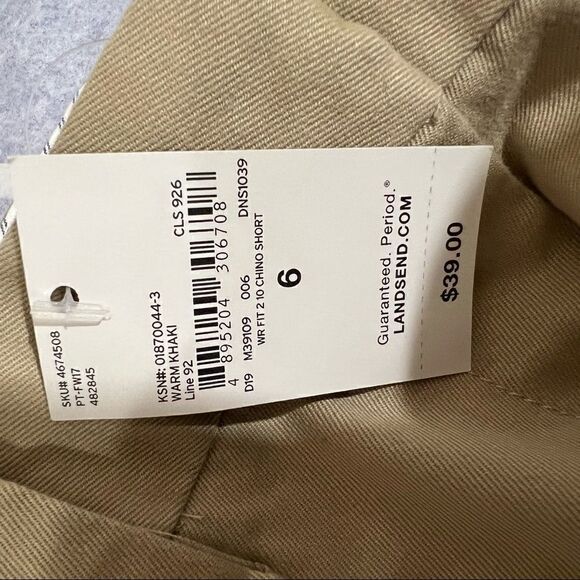 SKU# 4674508
PT-FW17
482845
KSN#: 01870044-3
WARM KHAKI
Line 92
CLS 926
4 895204 306708
DNS1039
D19 M39109 006
WR FIT 2 10 CHINO SHORT
6
Guaranteed. Period.®
LANDSEND.COM
$39.00